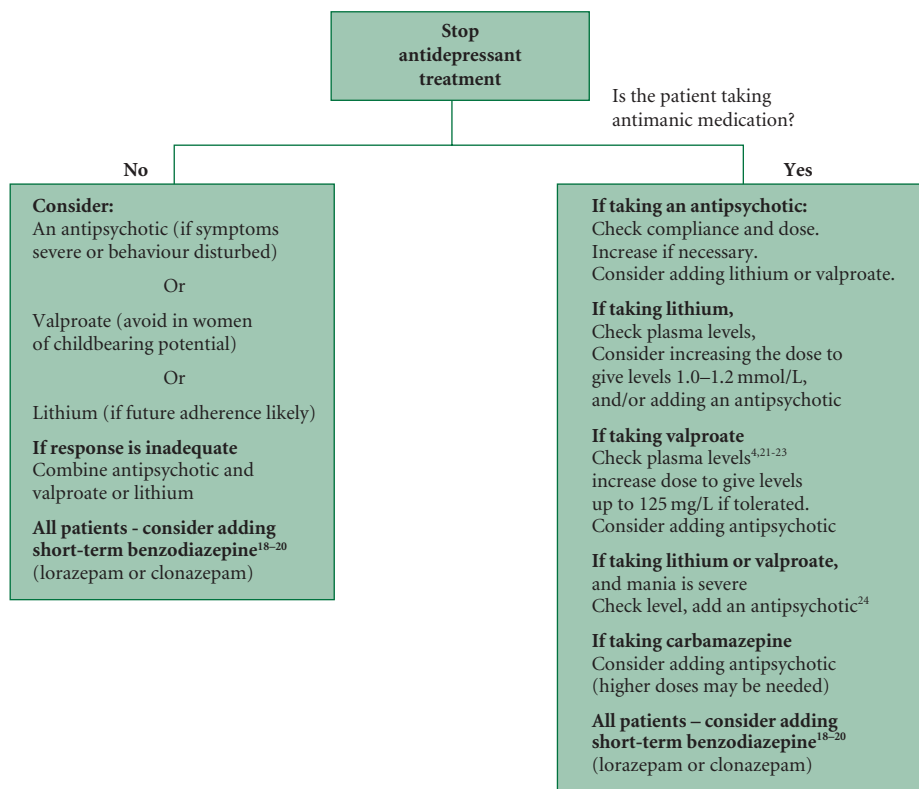 Stop
antidepressant
treatment
Is the patient taking
antimanic medication?
No
Consider:
An antipsychotic (if symptoms
severe or behaviour disturbed)
Or
Valproate (avoid in women
of childbearing potential)
Or
Lithium (if future adherence likely)
If response is inadequate
Combine antipsychotic and
valproate or lithium
All patients - consider adding
short-term benzodiazepine18–20
(lorazepam or clonazepam)
Yes
If taking an antipsychotic:
Check compliance and dose.
Increase if necessary.
Consider adding lithium or valproate.
If taking lithium,
Check plasma levels,
Consider increasing the dose to
give levels 1.0–1.2 mmol/L,
and/or adding an antipsychotic
If taking valproate
Check plasma levels4,21-23
increase dose to give levels
up to 125 mg/L if tolerated.
Consider adding antipsychotic
If taking lithium or valproate,
and mania is severe
Check level, add an antipsychotic24
If taking carbamazepine
Consider adding antipsychotic
(higher doses may be needed)
All patients – consider adding
short-term benzodiazepine18–20
(lorazepam or clonazepam)